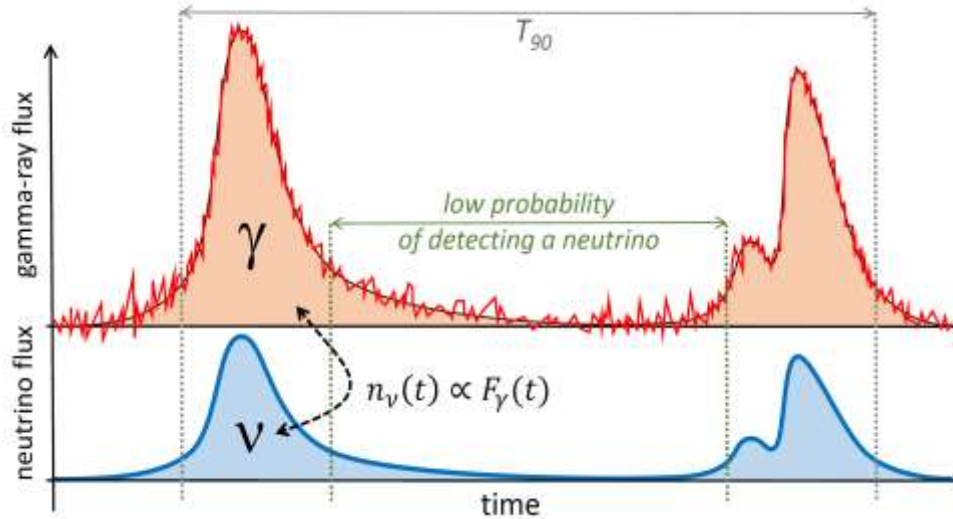 T90
gamma-ray flux
low probability
of detecting a neutrino
γ
neutrino flux
nν(t) ∝ Fγ(t)
ν
time